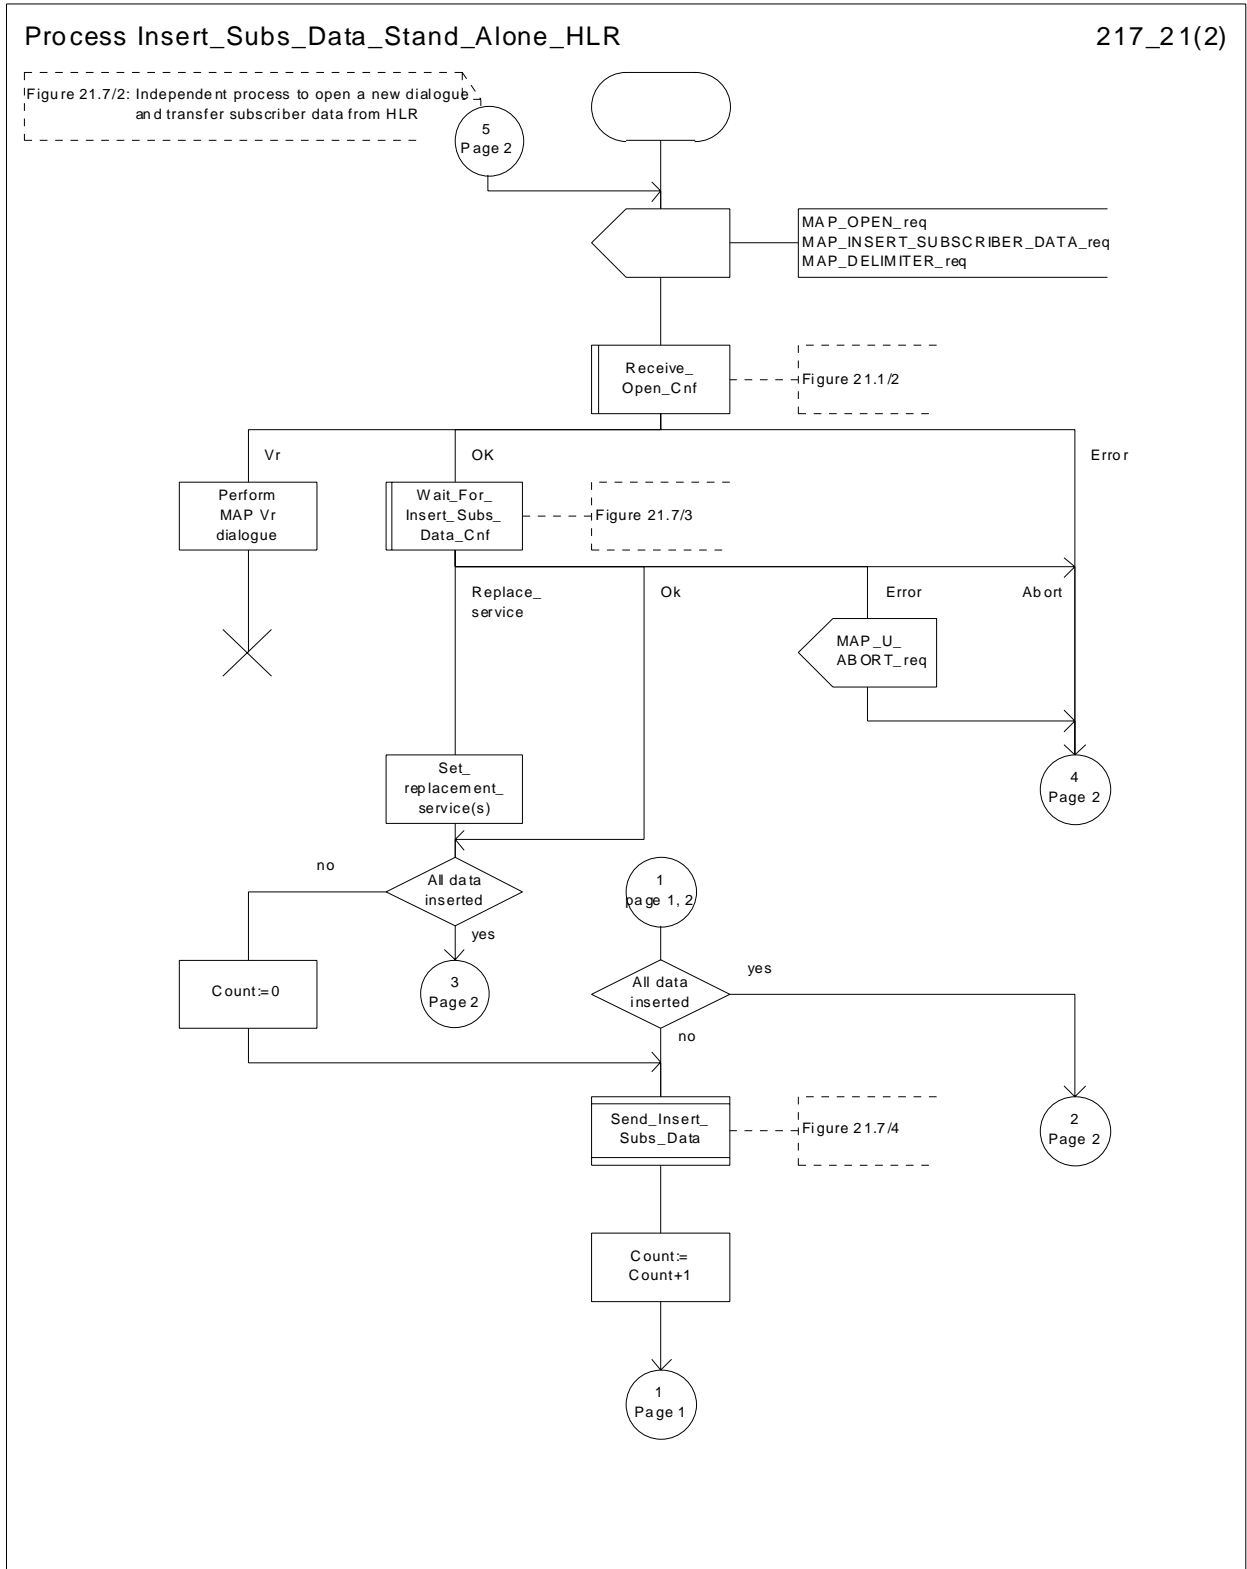 Process Insert_Subs_Data_Stand_Alone_HLR
217_21(2)
Figure 21.7/2: Independent process to open a new dialogue
and transfer subscriber data from HLR
5
Page 2
MAP_OPEN_req
MAP_INSERT_SUBSCRIBER_DATA_req
MAP_DELIMITER_req
Receive_
Open_Cnf
Figure 21.1/2
Vr
OK
Error
Perform
MAP Vr
dialogue
Wait_For_
Insert_Subs_
Data_Cnf
Figure 21.7/3
Replace_
service
Ok
Error
Abort
MAP_U_
ABORT_req
Set_
replacement_
service(s)
4
Page 2
no
All data
inserted
yes
1
page 1, 2
Count:=0
3
Page 2
All data
inserted
yes
no
Send_Insert_
Subs_Data
Figure 21.7/4
2
Page 2
Count:=
Count+1
1
Page 1